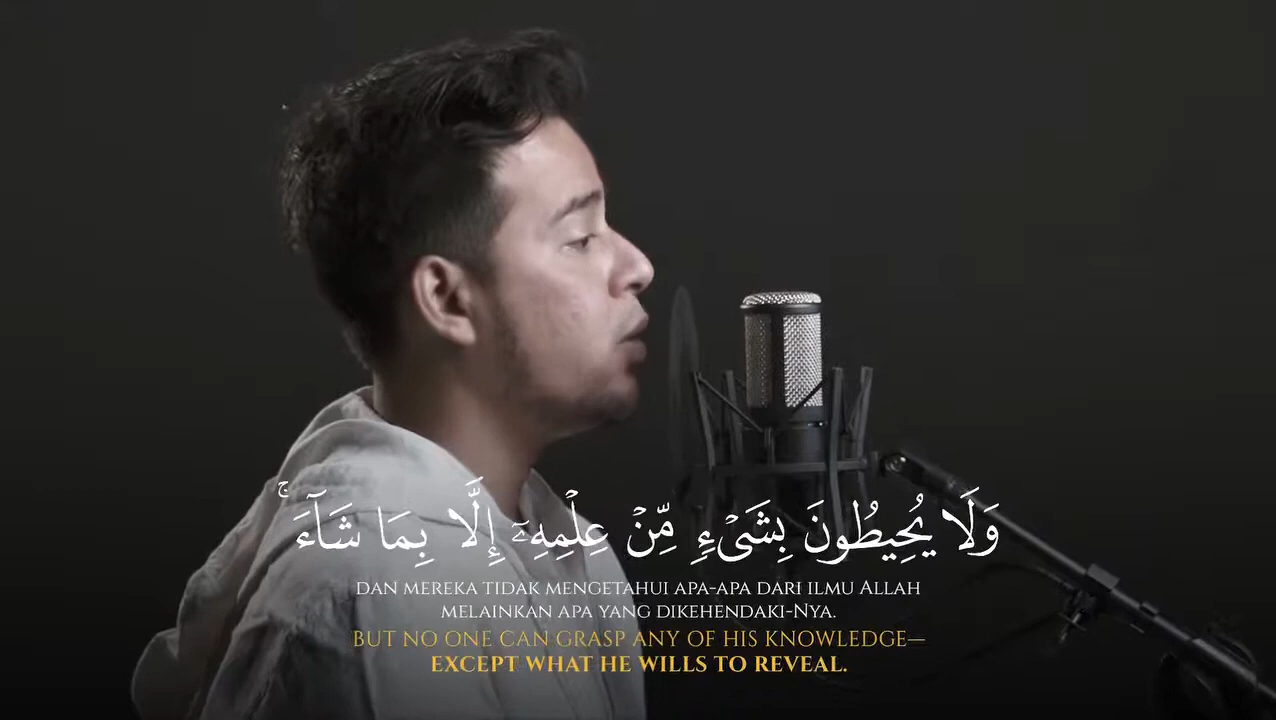 وَلَا يُحِيطُونَ بِشَىْءٍ مِّنْ عِلْمِهِۦٓ إِلَّا بِمَا شَآءَ ۚ
DAN MEREKA TIDAK MENGETAHUI APA-APA DARI ILMU ALLAH
MELAINKAN APA YANG DIKEHENDAKI-NYA.
BUT NO ONE CAN GRASP ANY OF HIS KNOWLEDGE—
EXCEPT WHAT HE WILLS TO REVEAL.